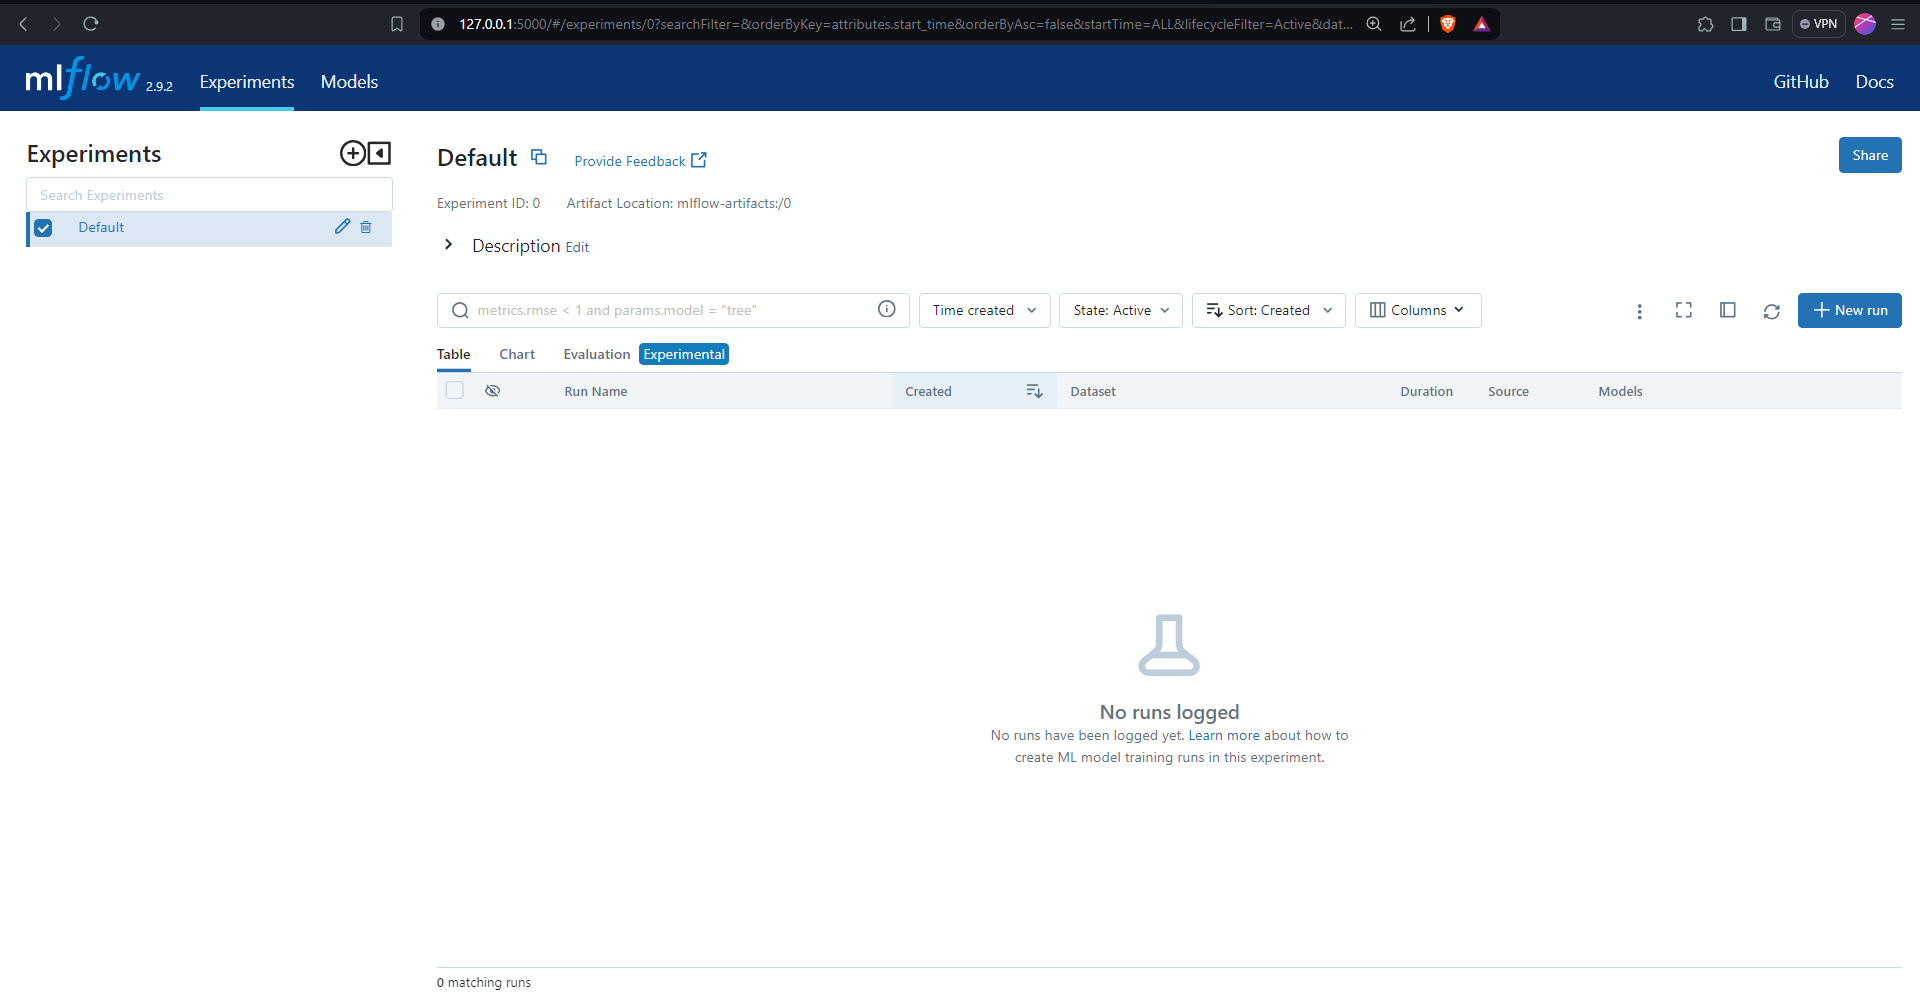 127.0.0.1:5000/#/experiments/0?searchFilter=&orderByKey=attributes.start_time&orderByAsc=false&startTime=ALL&lifecycleFilter=Active&dat...
VPN
mlflow 2.9.2
Experiments
Models
GitHub
Docs
Experiments
Search Experiments
Default
Default
Provide Feedback
Share
Experiment ID: 0
Artifact Location: mlflow-artifacts:/0
Description Edit
metrics.rmse < 1 and params.model = "tree"
Time created
State: Active
Sort: Created
Columns
New run
Table
Chart
Evaluation
Experimental
Run Name
Created
Dataset
Duration
Source
Models
No runs logged
No runs have been logged yet. Learn more about how to
create ML model training runs in this experiment.
0 matching runs